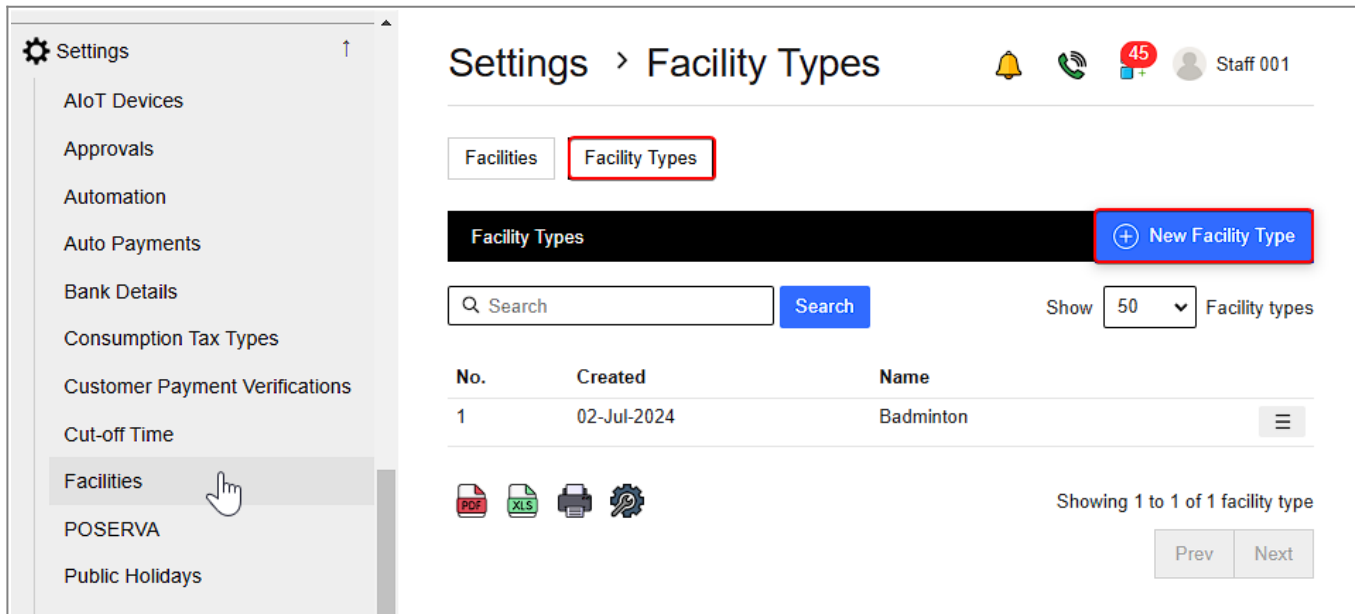 Settings ↑
AIoT Devices
Approvals
Automation
Auto Payments
Bank Details
Consumption Tax Types
Customer Payment Verifications
Cut-off Time
Facilities
POSERVA
Public Holidays
Settings > Facility Types
45
Staff 001
Facilities
Facility Types
Facility Types
New Facility Type
Search
Search
Show 50 Facility types
No. Created Name
1 02-Jul-2024 Badminton
PDF XLS
Showing 1 to 1 of 1 facility type
Prev Next